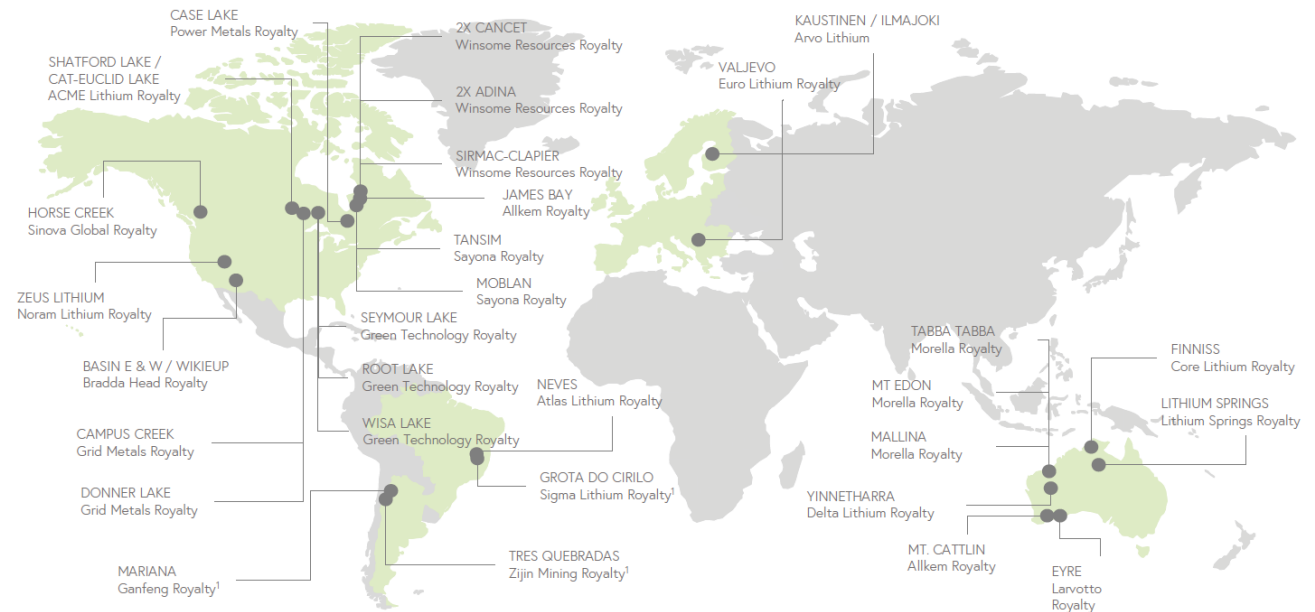 CASE LAKE
Power Metals Royalty
2X CANCET
Winsome Resources Royalty
KAUSTINEN / ILMAJOKI
Arvo Lithium
SHATFORD LAKE /
CAT-EUCLID LAKE
ACME Lithium Royalty
VALJEVO
Euro Lithium Royalty
2X ADINA
Winsome Resources Royalty
SIRMAC-CLAPIER
Winsome Resources Royalty
JAMES BAY
Allkem Royalty
HORSE CREEK
Sinova Global Royalty
TANSIM
Sayona Royalty
MOBLAN
Sayona Royalty
ZEUS LITHIUM
Noram Lithium Royalty
SEYMOUR LAKE
Green Technology Royalty
BASIN E & W / WIKIEUP
Bradda Head Royalty
ROOT LAKE
Green Technology Royalty
NEVES
Atlas Lithium Royalty
WISA LAKE
Green Technology Royalty
CAMPUS CREEK
Grid Metals Royalty
GROTA DO CIRILO
Sigma Lithium Royalty¹
DONNER LAKE
Grid Metals Royalty
MARIANA
Ganfeng Royalty¹
TRES QUEBRADAS
Zijin Mining Royalty¹
TABBA TABBA
Morella Royalty
FINNISS
Core Lithium Royalty
MT EDON
Morella Royalty
LITHIUM SPRINGS
Lithium Springs Royalty
MALLINA
Morella Royalty
YINNETHARRA
Delta Lithium Royalty
MT. CATTLIN
Allkem Royalty
EYRE
Larvotto
Royalty